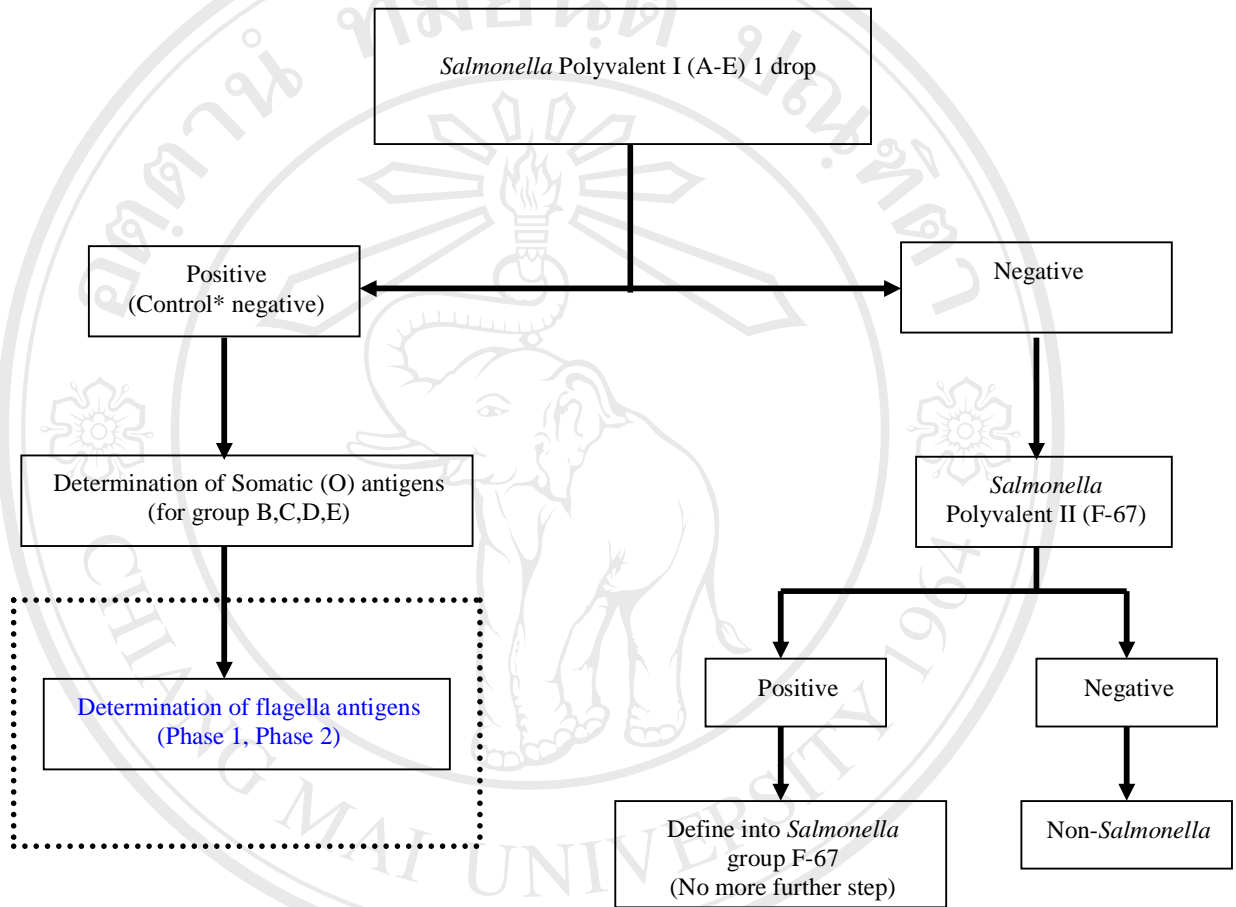 Salmonella Polyvalent I (A-E) 1 drop
Positive
(Control* negative)
Negative
Determination of Somatic (O) antigens
(for group B,C,D,E)
Salmonella
Polyvalent II (F-67)
Determination of flagella antigens
(Phase 1, Phase 2)
Positive
Negative
Define into Salmonella
group F-67
(No more further step)
Non-Salmonella
CHIANG MAI UNIVERSITY 1964